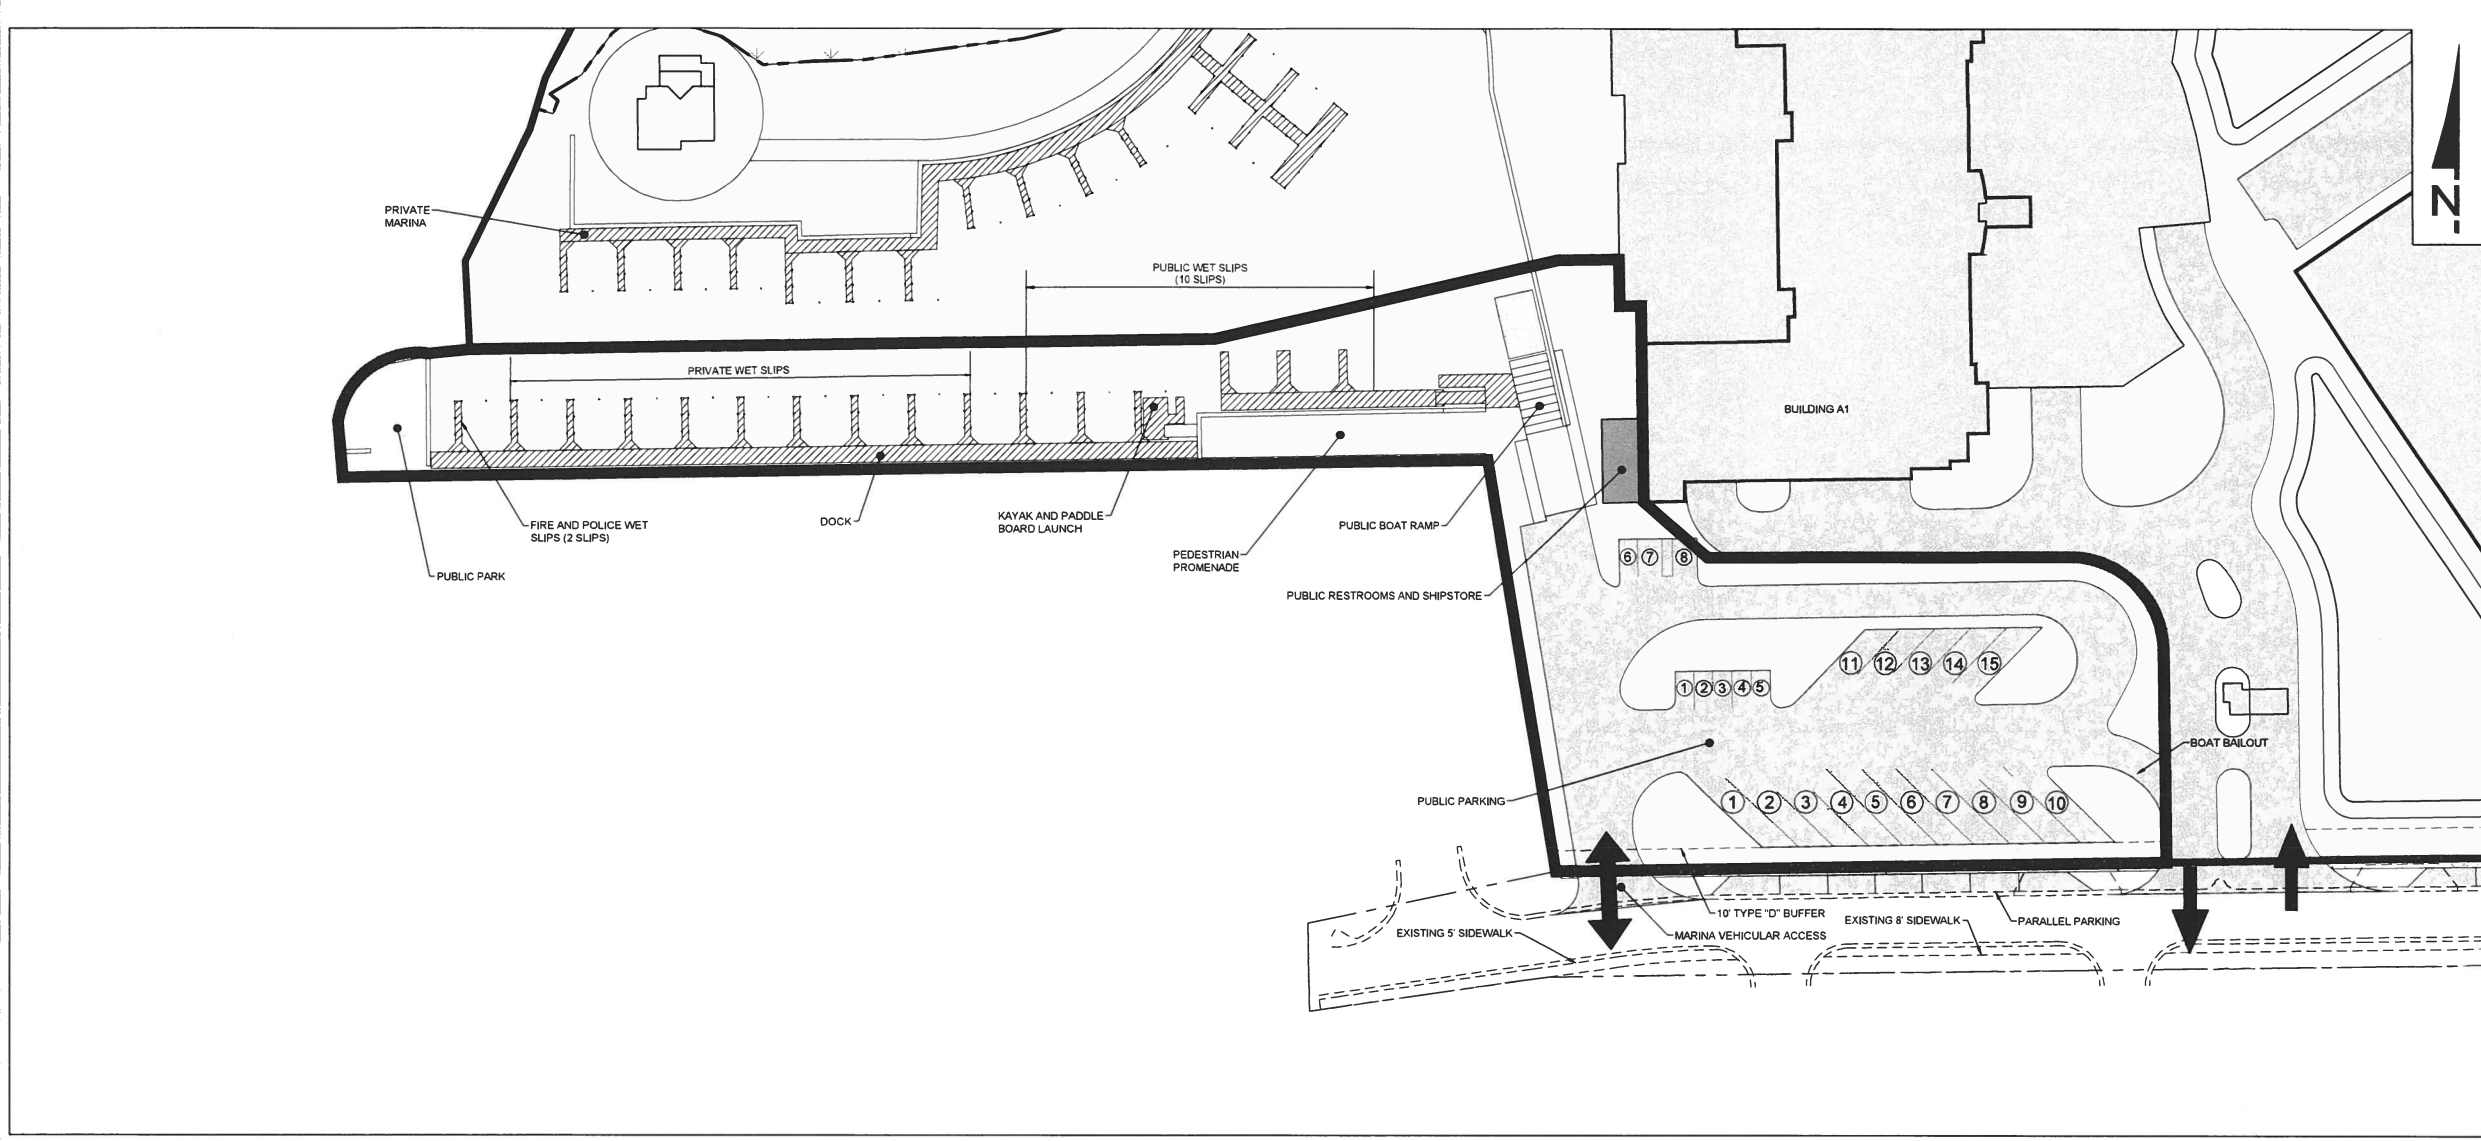 N
PRIVATE
MARINA
PUBLIC WET SLIPS
(10 SLIPS)
PRIVATE WET SLIPS
BUILDING A1
FIRE AND POLICE WET
SLIPS (2 SLIPS)
DOCK
KAYAK AND PADDLE
BOARD LAUNCH
PUBLIC BOAT RAMP
PEDESTRIAN
PROMENADE
PUBLIC PARK
PUBLIC RESTROOMS AND SHIPSTORE
6 7 8
11 12 13 14 15
1 2 3 4 5
BOAT BAILOUT
PUBLIC PARKING
1 2 3 4 5 6 7 8 9 10
10' TYPE "D" BUFFER
EXISTING 8' SIDEWALK
PARALLEL PARKING
EXISTING 5' SIDEWALK
MARINA VEHICULAR ACCESS